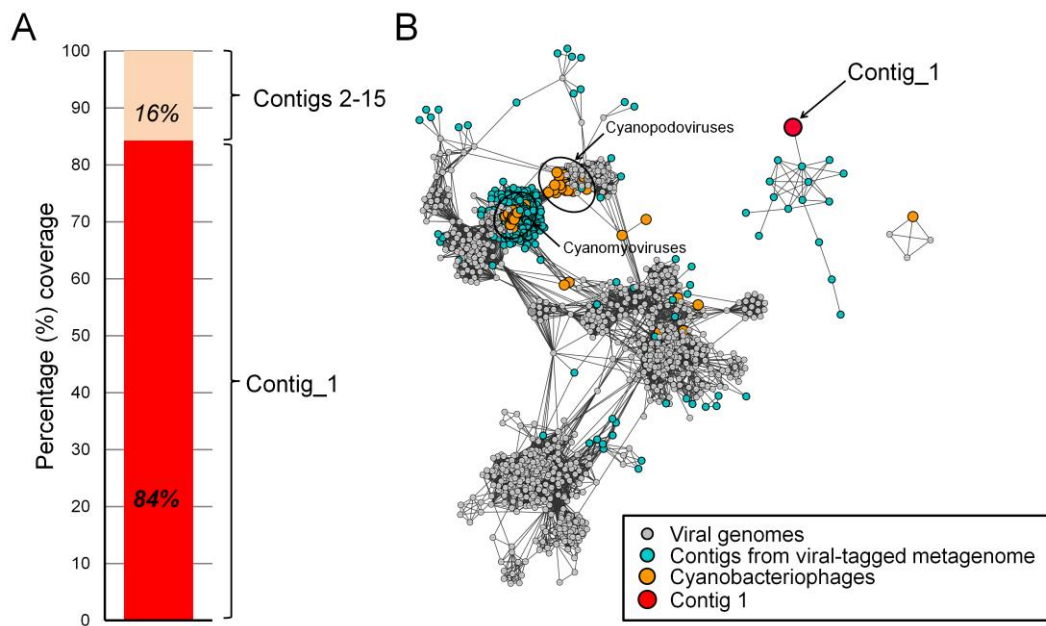 A
Percentage (%) coverage
100
90
80
70
60
50
40
30
20
10
0
16%
84%
Contigs 2-15
Contig_1
B
Contig_1
Cyanopodoviruses
Cyanomyoviruses
Viral genomes
Contigs from viral-tagged metagenome
Cyanobacteriophages
Contig 1